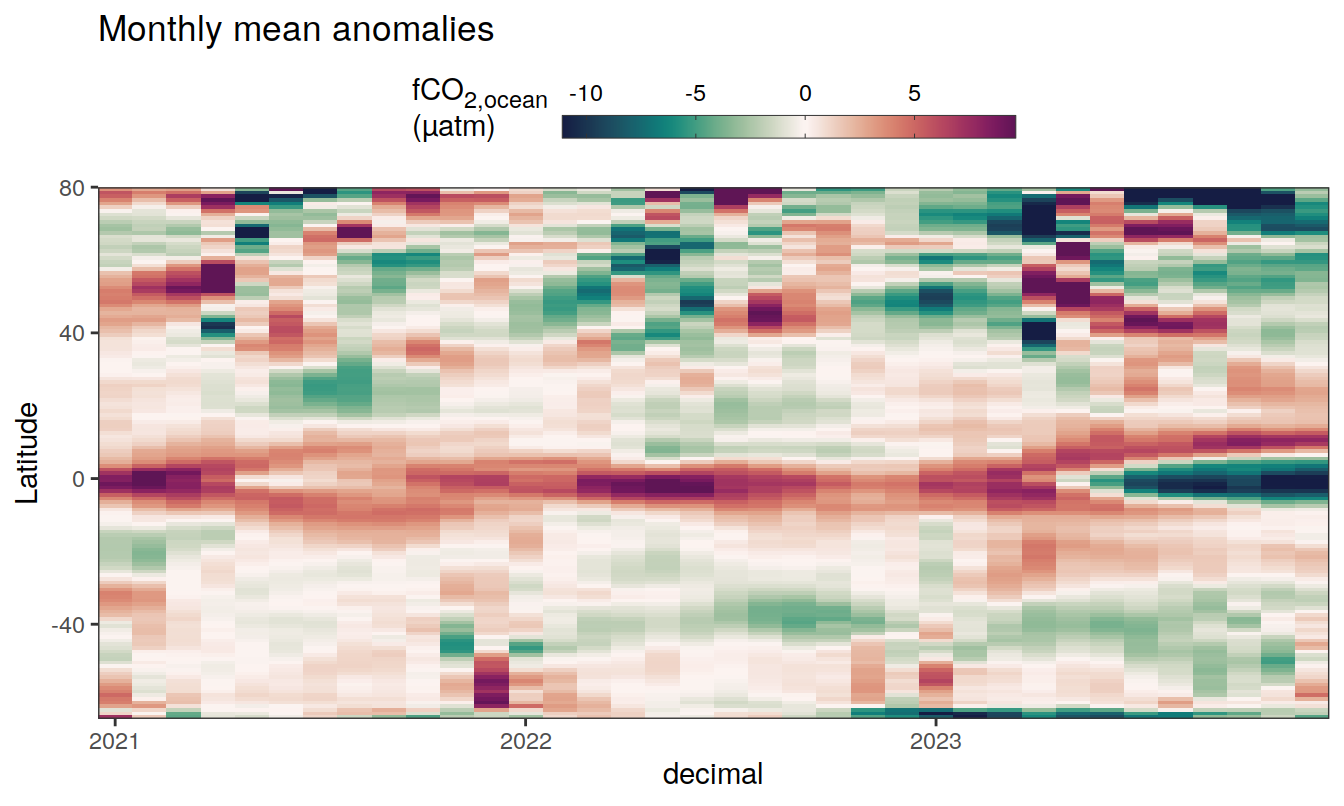 Monthly mean anomalies
fCO2,ocean
(µatm)
-10 -5 0 5
80
40
0
-40
Latitude
2021 2022 2023
decimal